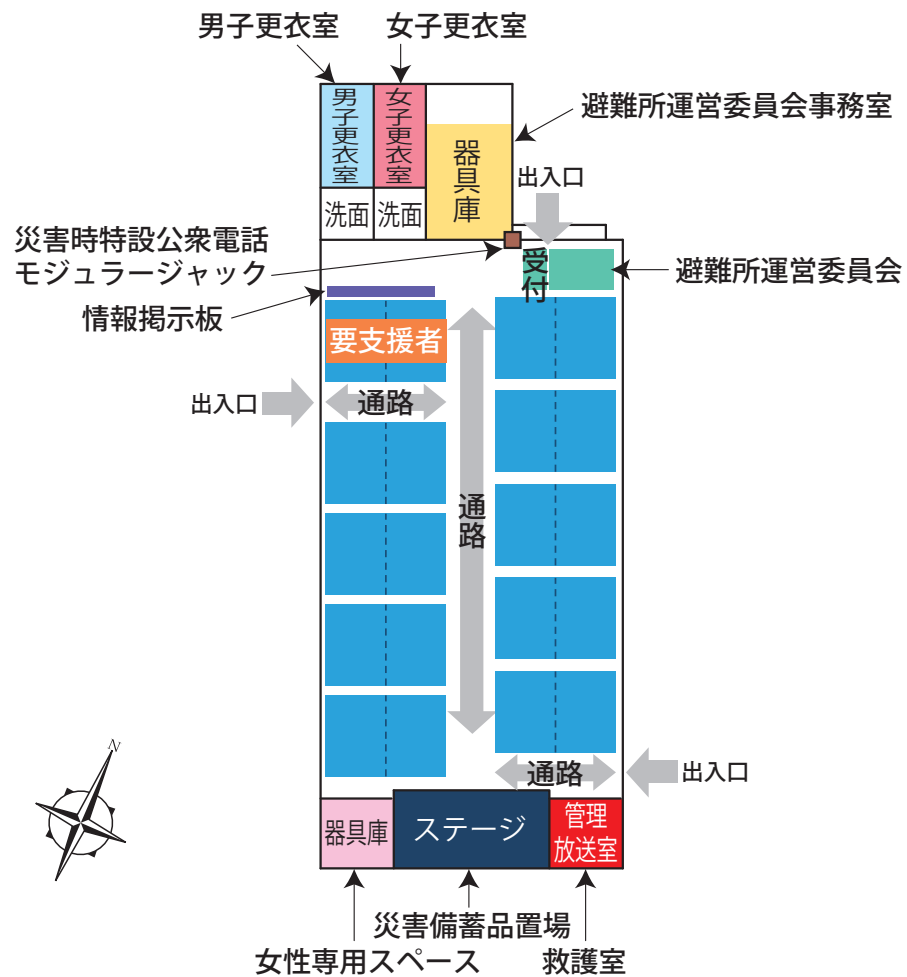 男子更衣室
女子更衣室
男子更衣室
女子更衣室
器具庫
避難所運営委員会事務室
出入口
洗面
洗面
災害時特設公衆電話
モジュラージャック
受付
避難所運営委員会
情報掲示板
要支援者
出入口
通路
通路
N
通路
出入口
器具庫
ステージ
管理
放送室
災害備蓄品置場
女性専用スペース
救護室